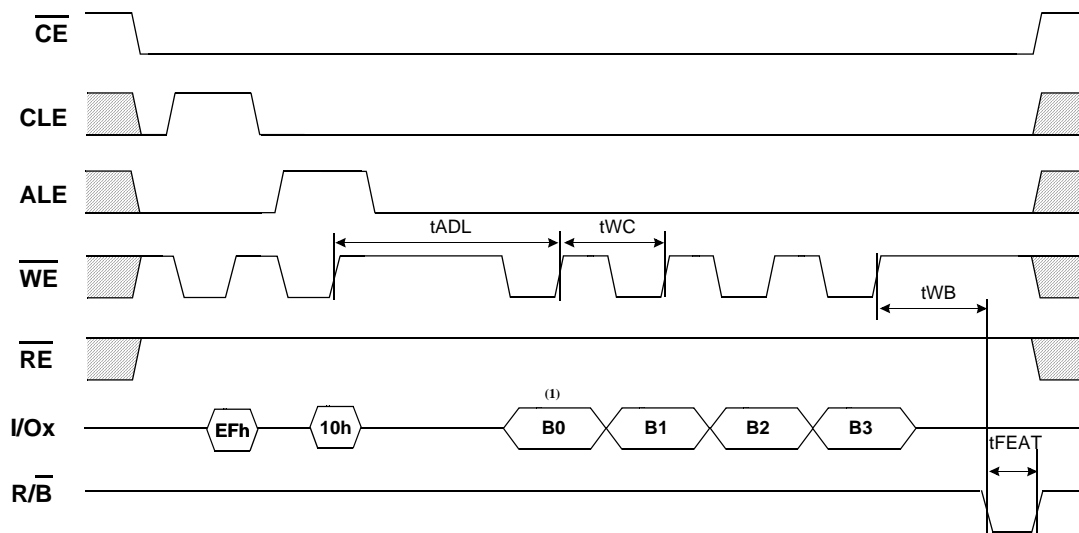 CE
CLE
ALE
tADL
tWC
WE
tWB
RE
(1)
I/Ox
EFh
10h
B0
B1
B2
B3
tFEAT
R/B